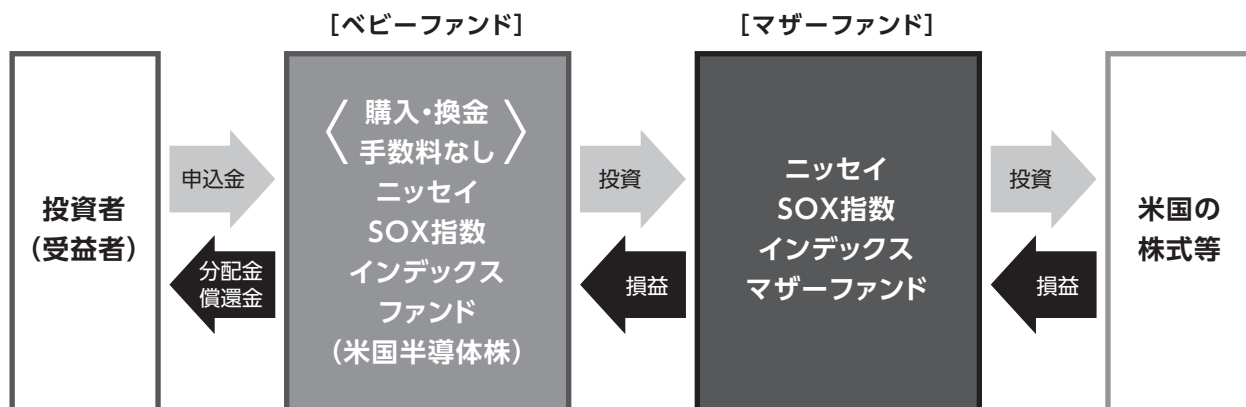 [ベビーファンド]
[マザーファンド]
投資者
(受益者)
申込金
分配金
償還金
〈購入・換金
手数料なし〉
ニッセイ
SOX指数
インデックス
ファンド
(米国半導体株)
投資
損益
ニッセイ
SOX指数
インデックス
マザーファンド
投資
損益
米国の
株式等